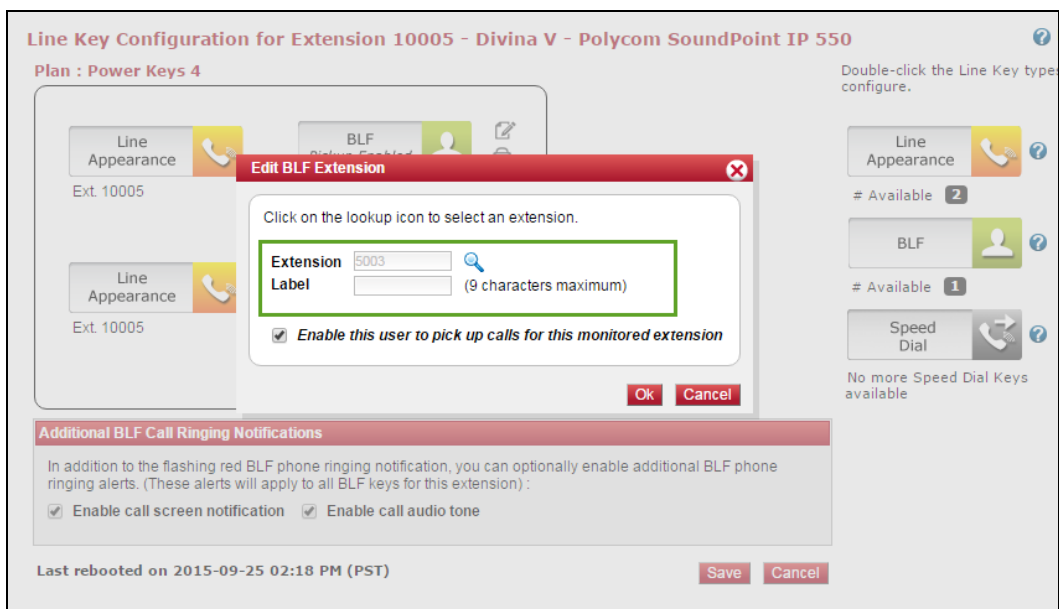 Line Key Configuration for Extension 10005 - Divina V - Polycom SoundPoint IP 550
Plan : Power Keys 4
Double-click the Line Key types
configure.
Line
Appearance
Ext. 10005
BLF
Pickup Enabled
Line
Appearance
# Available 2
BLF
# Available 1
Speed
Dial
No more Speed Dial Keys
available
Line
Appearance
Ext. 10005
Edit BLF Extension
Click on the lookup icon to select an extension.
Extension 5003
Label (9 characters maximum)
Enable this user to pick up calls for this monitored extension
Ok Cancel
Additional BLF Call Ringing Notifications
In addition to the flashing red BLF phone ringing notification, you can optionally enable additional BLF phone
ringing alerts. (These alerts will apply to all BLF keys for this extension) :
Enable call screen notification Enable call audio tone
Last rebooted on 2015-09-25 02:18 PM (PST)
Save Cancel